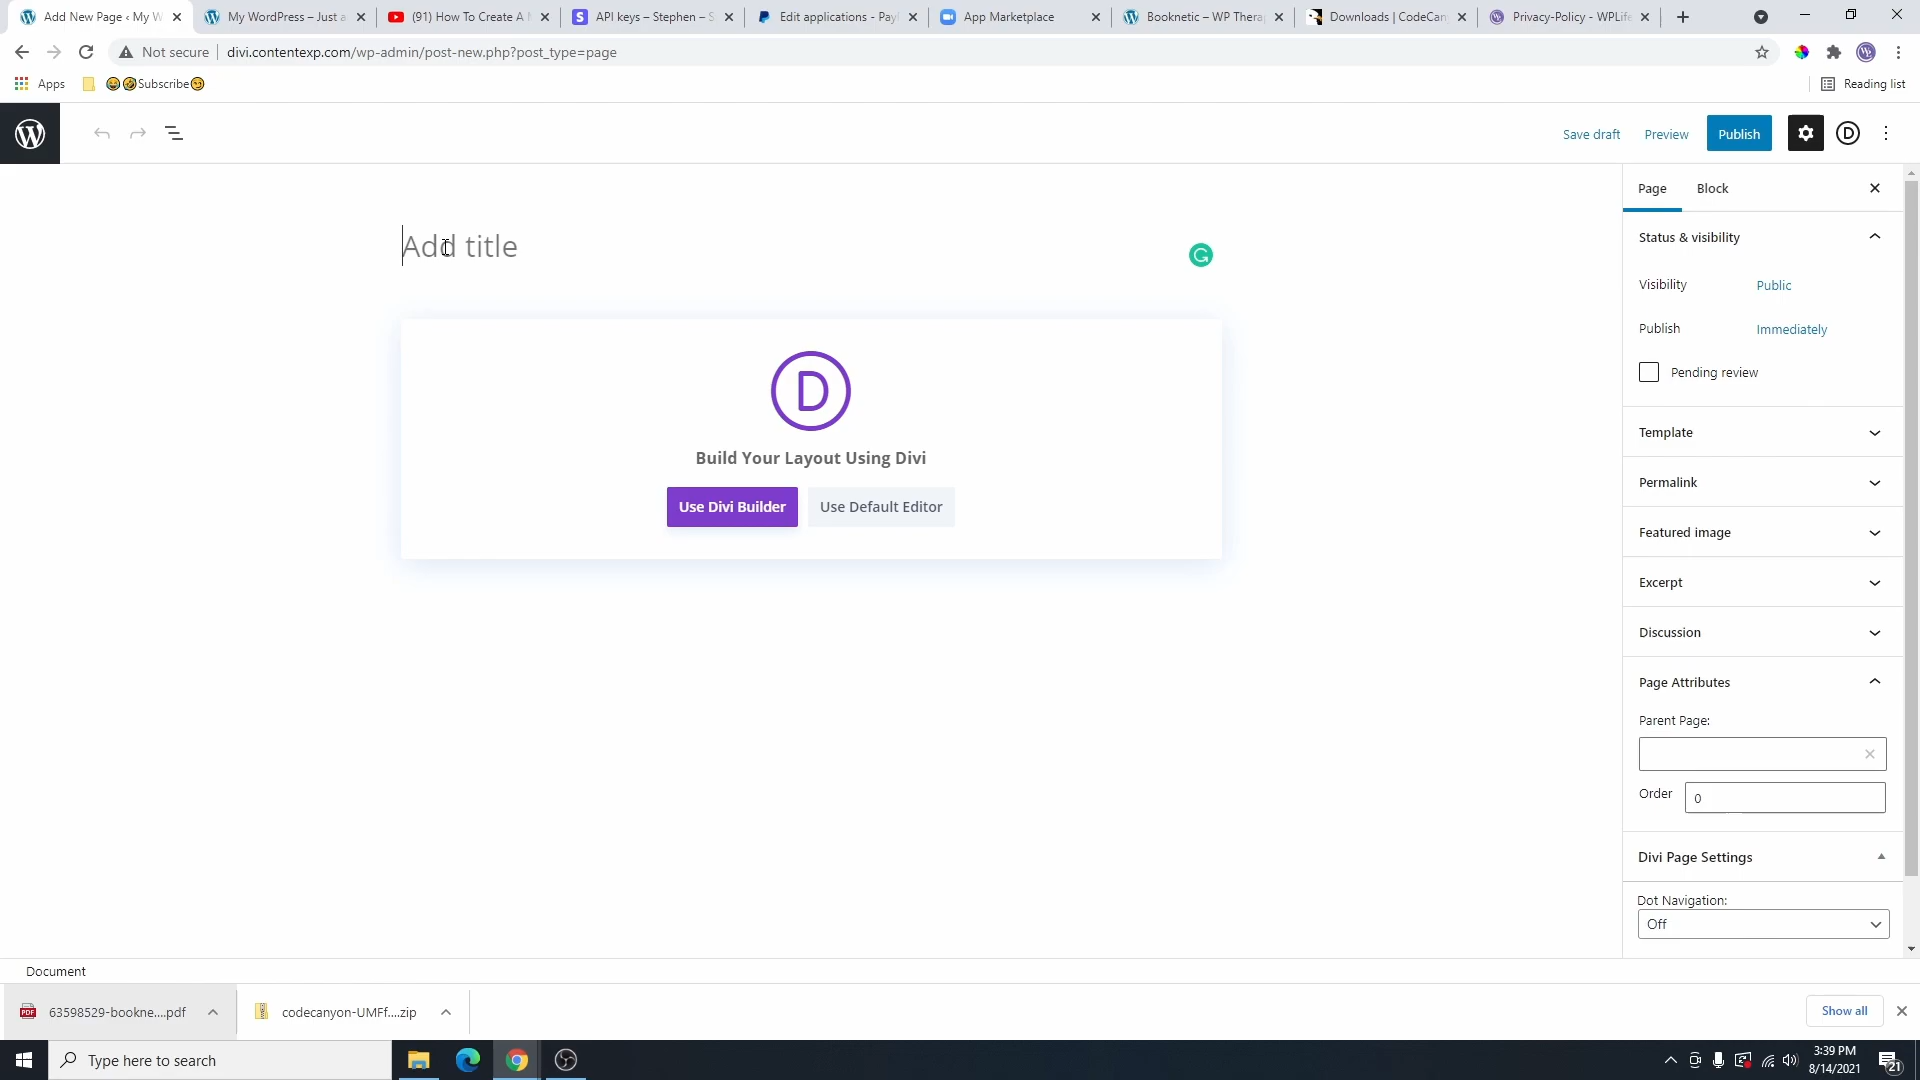 Add New Page ‹ My W
My WordPress – Just a
(91) How To Create A
API keys – Stephen – S
Edit applications - Pay
App Marketplace
Booknetic – WP Thera
Downloads | CodeCan
Privacy-Policy - WPLife
Not secure
divi.contentexp.com/wp-admin/post-new.php?post_type=page
Apps
😂🤣Subscribe😏
Reading list
Save draft
Preview
Publish
Page
Block
Add title
Status & visibility
Visibility
Public
Publish
Immediately
Pending review
D
Build Your Layout Using Divi
Use Divi Builder
Use Default Editor
Template
Permalink
Featured image
Excerpt
Discussion
Page Attributes
Parent Page:
Order
0
Divi Page Settings
Dot Navigation:
Off
Document
63598529-bookne....pdf
codecanyon-UMFf....zip
Show all
Type here to search
3:39 PM
8/14/2021
21